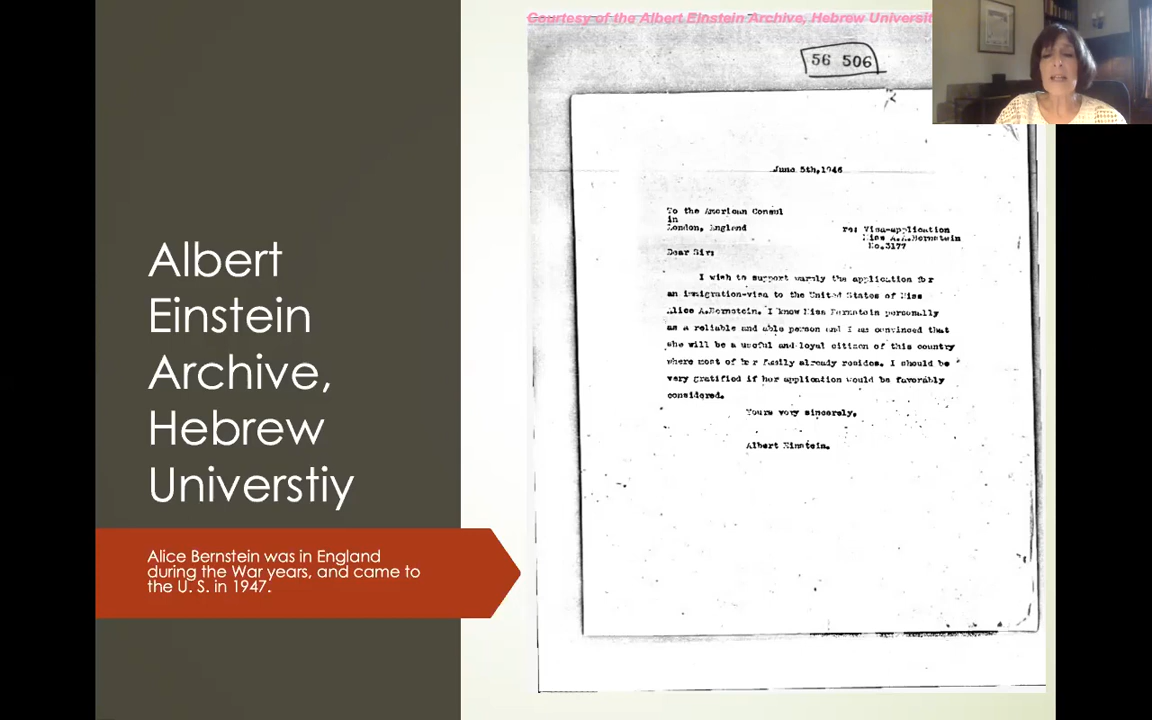 Courtesy of the Albert Einstein Archive, Hebrew Universit
56 506
June 5th,1946
To the American Consul
in
London, England
re: Visa-application
Miss A.A.Bernstein
No.3177
Dear Sir:
I wish to support warmly the application for
an immigration-visa to the United States of Miss
Alice A.Bernstein. I know Miss Bernstein personally
as a reliable and able person and I am convinced that
she will be a useful and loyal citizen of this country
where most of her family already resides. I should be
very gratified if her application would be favorably
considered.
Yours very sincerely,
Albert Einstein.
Albert
Einstein
Archive,
Hebrew
Universtiy
Alice Bernstein was in England
during the War years, and came to
the U. S. in 1947.